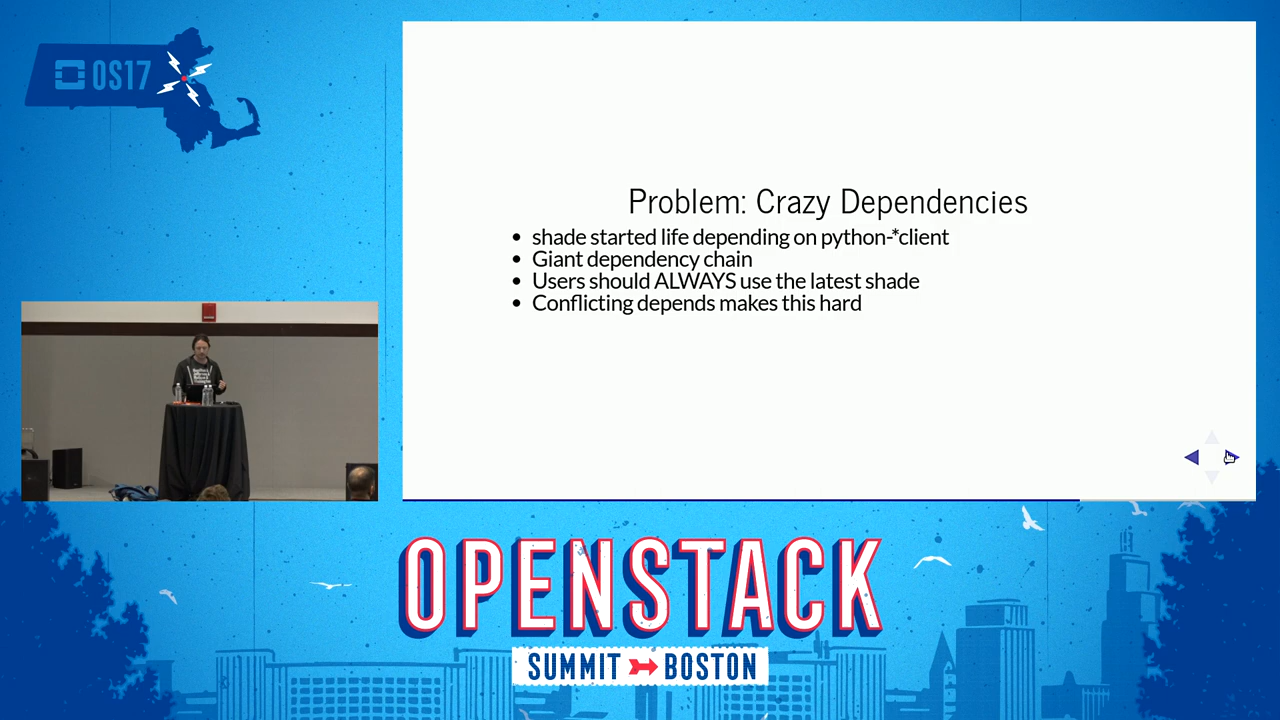 OS17
Problem: Crazy Dependencies
• shade started life depending on python-*client
• Giant dependency chain
• Users should ALWAYS use the latest shade
• Conflicting depends makes this hard
OPENSTACK
SUMMIT BOSTON